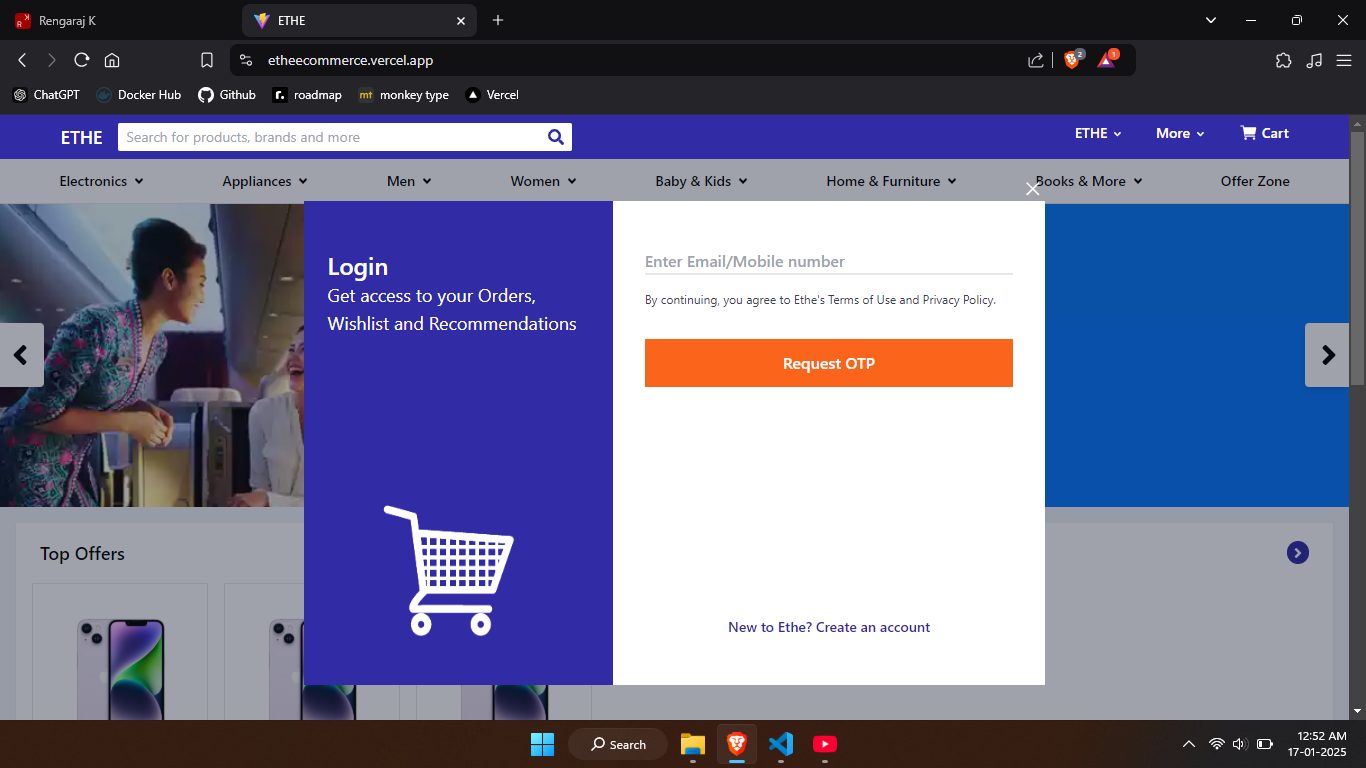 Rengaraj K
ETHE
etheecommerce.vercel.app
2
1
ChatGPT
Docker Hub
Github
r. roadmap
mt monkey type
Vercel
ETHE
Search for products, brands and more
ETHE
More
Cart
Electronics
Appliances
Men
Women
Baby & Kids
Home & Furniture
Books & More
Offer Zone
Login
Get access to your Orders,
Wishlist and Recommendations
Enter Email/Mobile number
By continuing, you agree to Ethe's Terms of Use and Privacy Policy.
Request OTP
New to Ethe? Create an account
Top Offers
Search
12:52 AM
17-01-2025